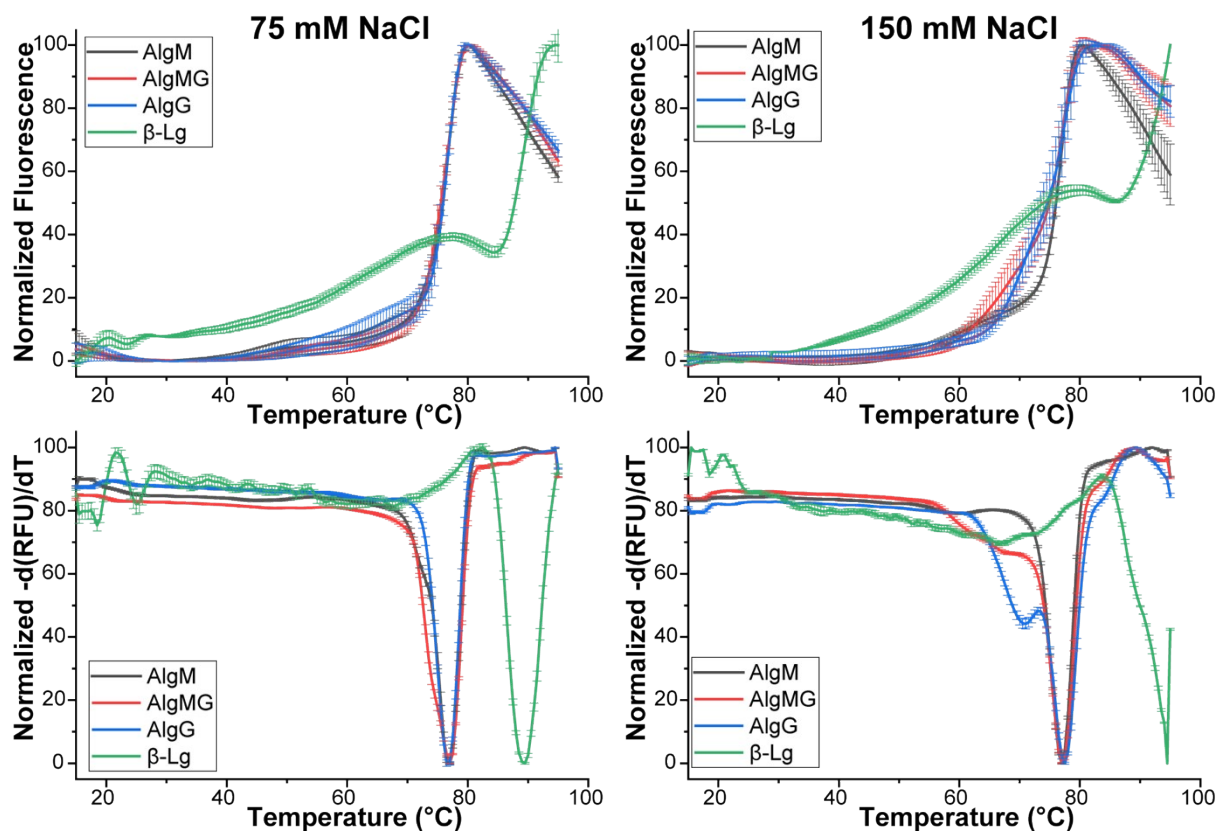 75 mM NaCl
Normalized Fluorescence
100
80
60
40
20
0
AlgM
AlgMG
AlgG
β-Lg
20
40
60
80
100
Temperature (°C)
150 mM NaCl
Normalized Fluorescence
100
80
60
40
20
0
AlgM
AlgMG
AlgG
β-Lg
20
40
60
80
100
Temperature (°C)
Normalized -d(RFU)/dT
100
80
60
40
20
0
AlgM
AlgMG
AlgG
β-Lg
20
40
60
80
100
Temperature (°C)
Normalized -d(RFU)/dT
100
80
60
40
20
0
AlgM
AlgMG
AlgG
β-Lg
20
40
60
80
100
Temperature (°C)